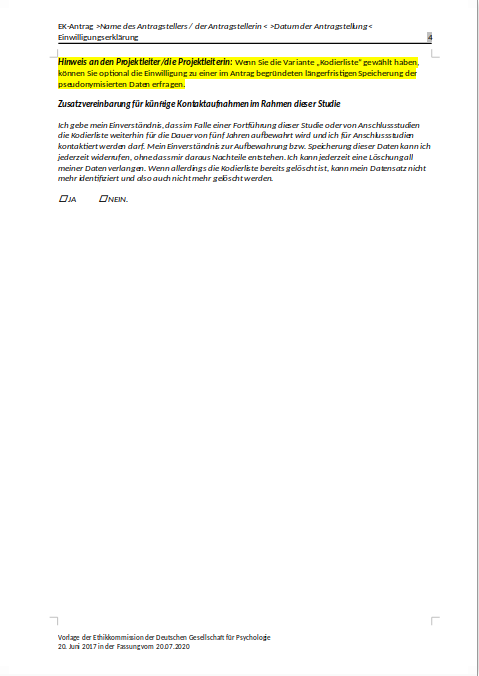 EK-Antrag >Name des Antragstellers / der Antragstellerin < >Datum der Antragstellung <
Einwilligungserklärung 4
Hinweis an den Projektleiter/die Projektleiterin: Wenn Sie die Variante „Kodierliste“ gewählt haben,
können Sie optional die Einwilligung zu einer im Antrag begründeten längerfristigen Speicherung der
pseudonymisierten Daten erfragen.
Zusatzvereinbarung für künftige Kontaktaufnahmen im Rahmen dieser Studie
Ich gebe mein Einverständnis, dass im Falle einer Fortführung dieser Studie oder von Anschlussstudien
die Kodierliste weiterhin für die Dauer von fünf Jahren aufbewahrt wird und ich für Anschlussstudien
kontaktiert werden darf. Mein Einverständnis zur Aufbewahrung bzw. Speicherung dieser Daten kann ich
jederzeit widerrufen, ohne dass mir daraus Nachteile entstehen. Ich kann jederzeit eine Löschung all
meiner Daten verlangen. Wenn allerdings die Kodierliste bereits gelöscht ist, kann mein Datensatz nicht
mehr identifiziert und also auch nicht mehr gelöscht werden.
☐ JA ☐ NEIN.
Vorlage der Ethikkommission der Deutschen Gesellschaft für Psychologie
20. Juni 2017 in der Fassung vom 20.07.2020